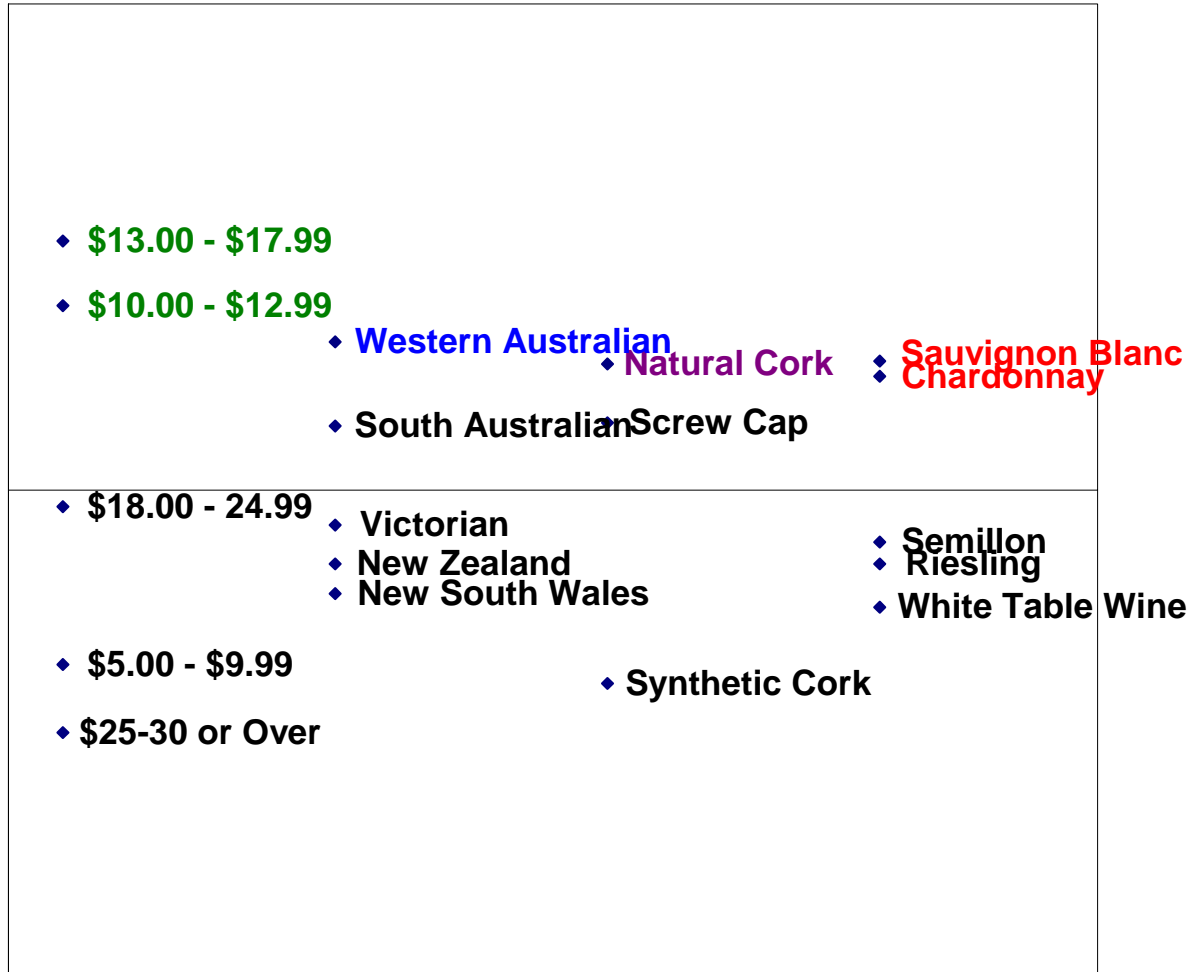 $13.00 - $17.99
$10.00 - $12.99
Western Australian
Natural Cork
Sauvignon Blanc
Chardonnay
South Australian
Screw Cap
$18.00 - 24.99
Victorian
New Zealand
New South Wales
Semillon
Riesling
White Table Wine
$5.00 - $9.99
Synthetic Cork
$25-30 or Over